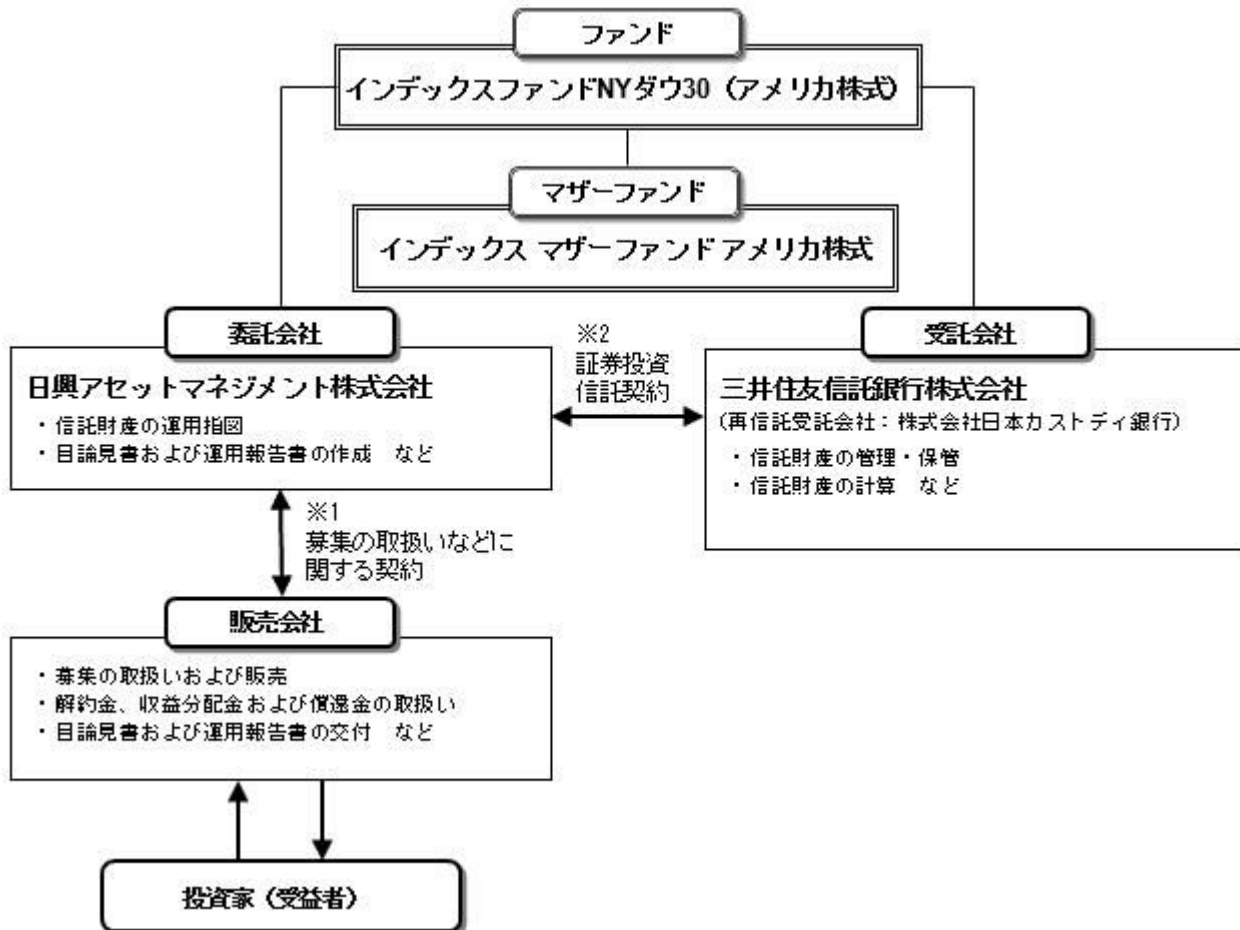 ファンド
インデックスファンドNYダウ30（アメリカ株式）
マザーファンド
インデックス マザーファンド アメリカ株式
委託会社
日興アセットマネジメント株式会社
・信託財産の運用指図
・目論見書および運用報告書の作成　など
※2
証券投資
信託契約
受託会社
三井住友信託銀行株式会社
(再信託受託会社：株式会社日本カストディ銀行)
・信託財産の管理・保管
・信託財産の計算　など
※1
募集の取扱いなどに
関する契約
販売会社
・募集の取扱いおよび販売
・解約金、収益分配金および償還金の取扱い
・目論見書および運用報告書の交付　など
投資家（受益者）